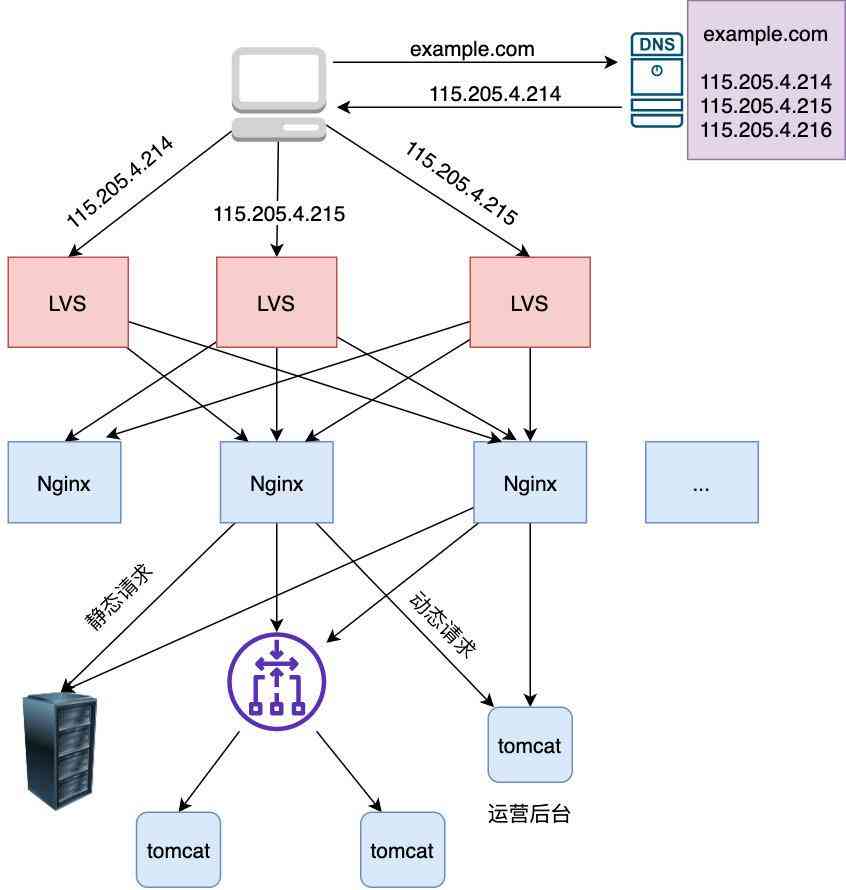 example.com
DNS
example.com
115.205.4.214
115.205.4.214
115.205.4.215
115.205.4.216
115.205.4.214
115.205.4.215
115.205.4.215
LVS
LVS
LVS
Nginx
Nginx
Nginx
...
静态请求
动态请求
tomcat
运营后台
tomcat
tomcat